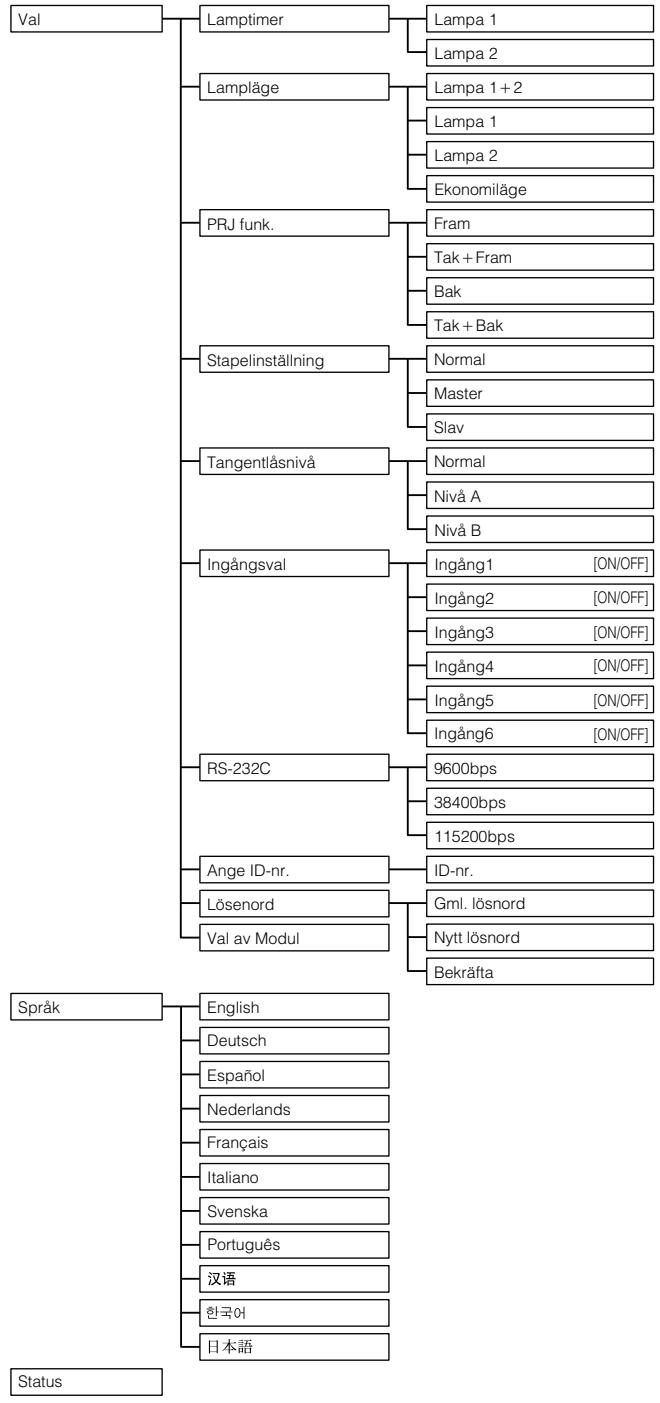 Val
Lamptimer
Lampa 1
Lampa 2
Lampläge
Lampa 1+2
Lampa 1
Lampa 2
Ekonomiläge
PRJ funk.
Fram
Tak+Fram
Bak
Tak+Bak
Stapelinställning
Normal
Master
Slav
Tangentlåsnivå
Normal
Nivå A
Nivå B
Ingångsval
Ingång1 [ON/OFF]
Ingång2 [ON/OFF]
Ingång3 [ON/OFF]
Ingång4 [ON/OFF]
Ingång5 [ON/OFF]
Ingång6 [ON/OFF]
RS-232C
9600bps
38400bps
115200bps
Ange ID-nr.
ID-nr.
Lösenord
Gml. lösnord
Nytt lösnord
Bekräfta
Val av Modul
Språk
English
Deutsch
Español
Nederlands
Français
Italiano
Svenska
Português
汉语
한국어
日本語
Status